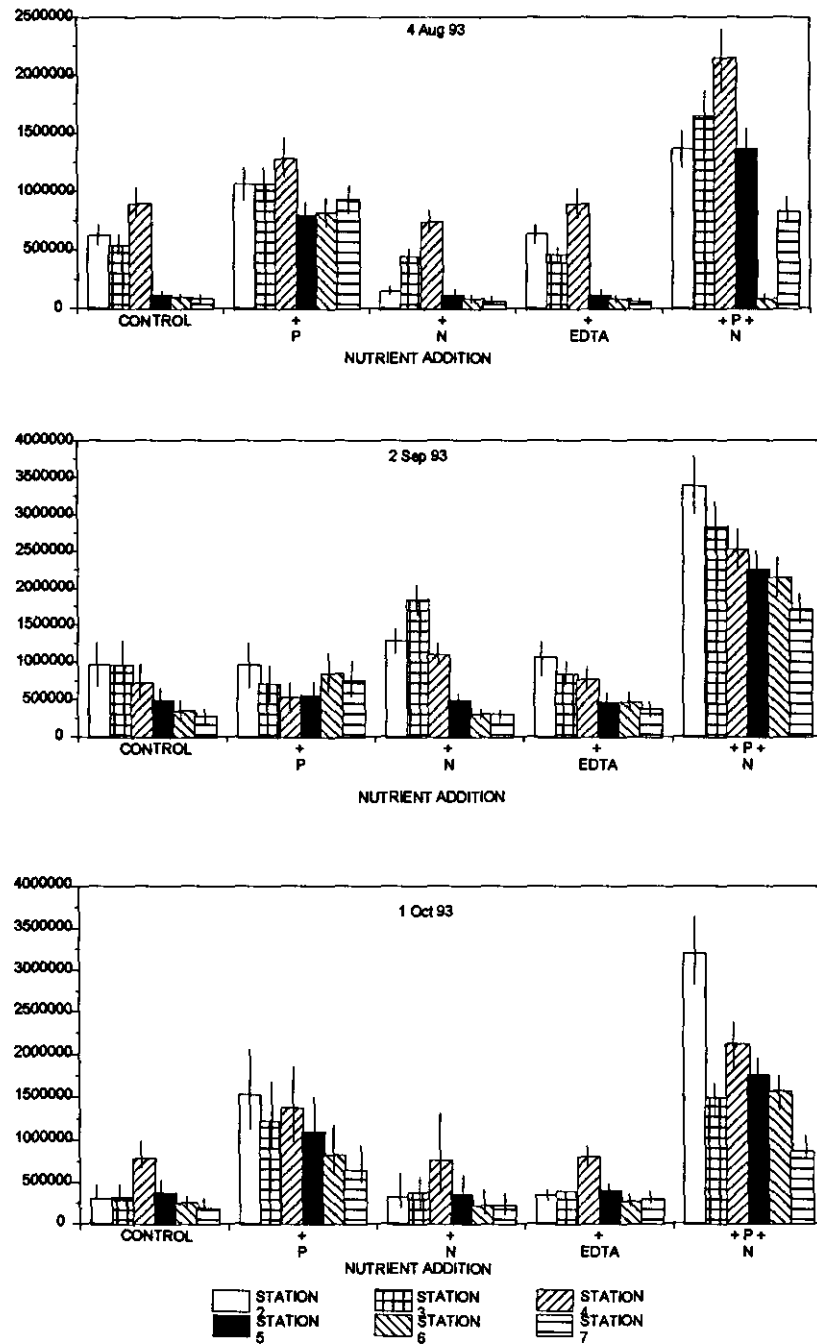 4 Aug 93
2500000
2000000
1500000
1000000
500000
0
CONTROL
+
P
+
N
+
EDTA
+ P +
N
NUTRIENT ADDITION
2 Sep 93
4000000
3500000
3000000
2500000
2000000
1500000
1000000
500000
0
CONTROL
+
P
+
N
+
EDTA
+ P +
N
NUTRIENT ADDITION
1 Oct 93
4000000
3500000
3000000
2500000
2000000
1500000
1000000
500000
0
CONTROL
+
P
+
N
+
EDTA
+ P +
N
NUTRIENT ADDITION
STATION
2
STATION
3
STATION
4
STATION
5
STATION
6
STATION
7